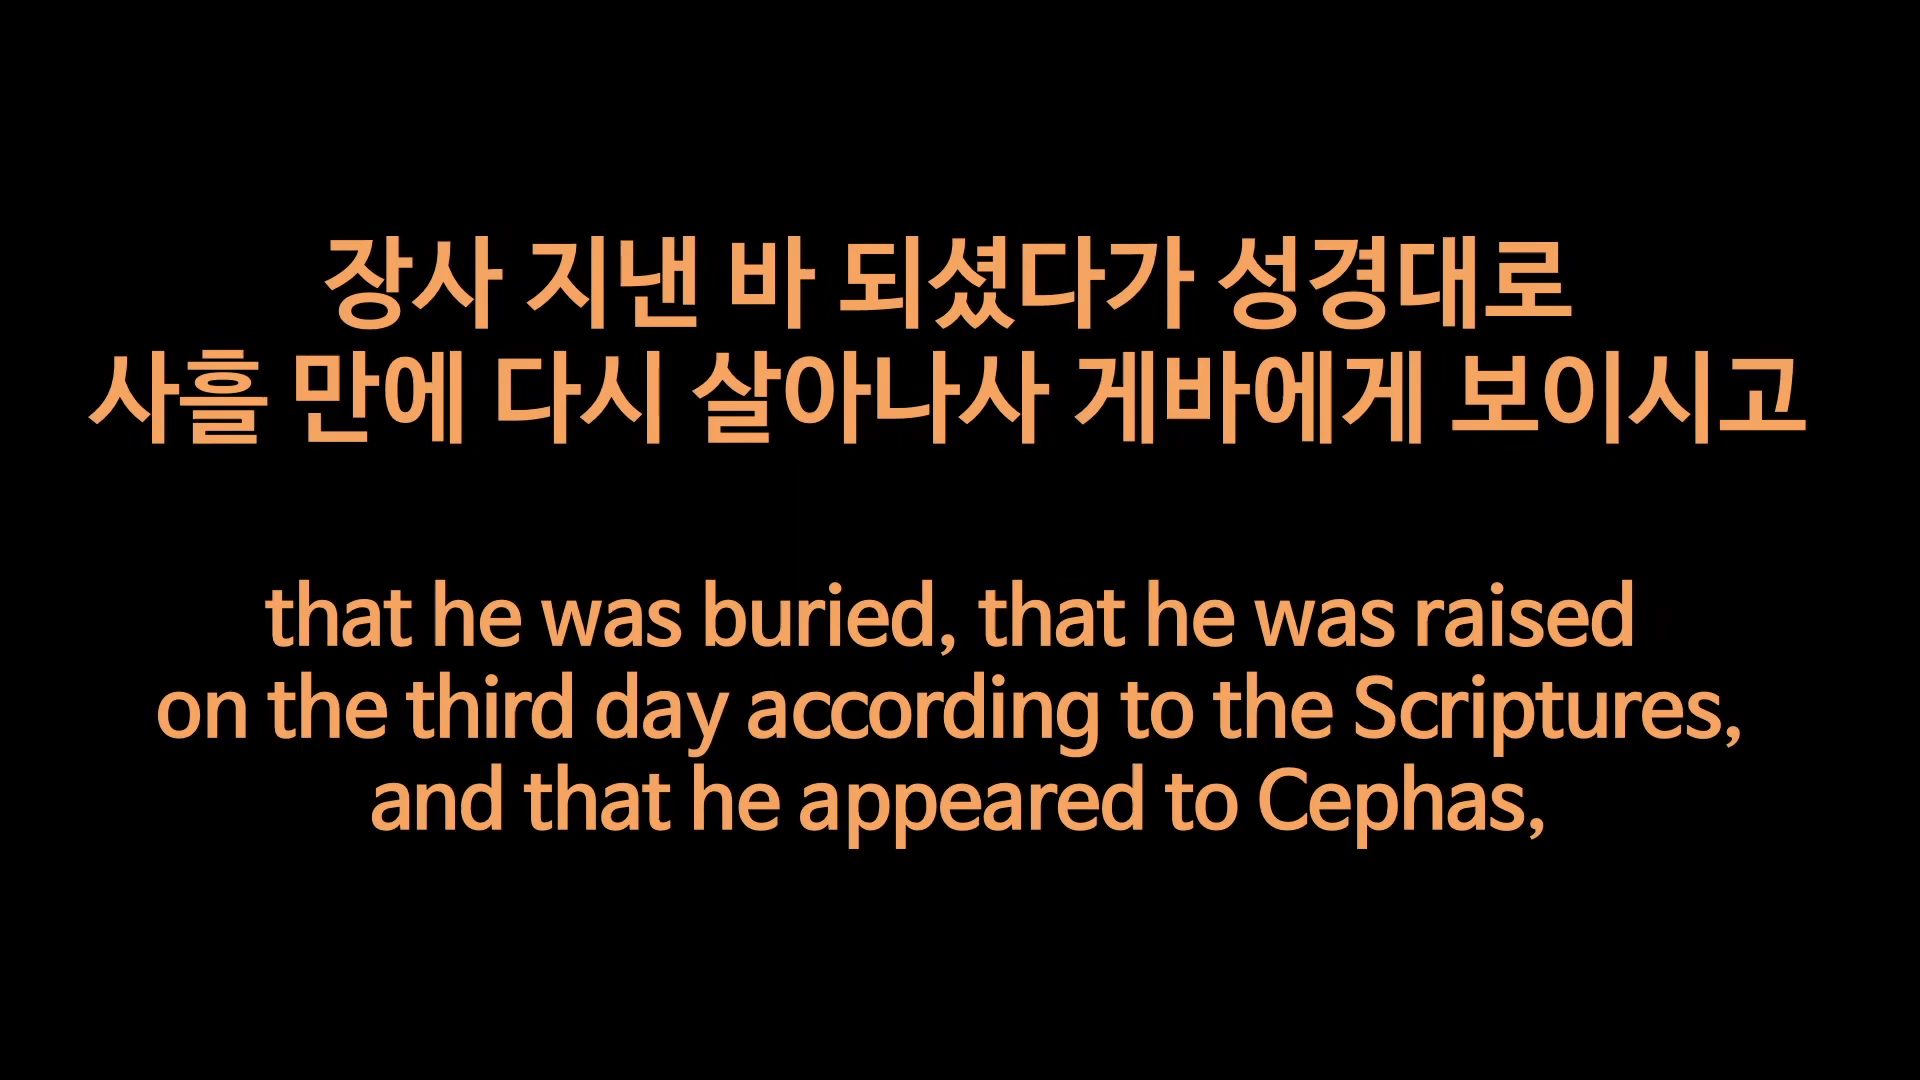 장사 지낸 바 되셨다가 성경대로
사흘 만에 다시 살아나사 게바에게 보이시고
that he was buried, that he was raised
on the third day according to the Scriptures,
and that he appeared to Cephas,